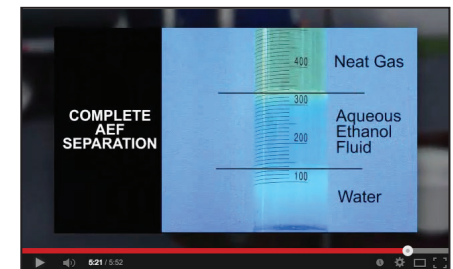 COMPLETE
AEF
SEPARATION
400
Neat Gas
300
Aqueous
Ethanol
Fluid
200
100
Water
5:21 / 5:52